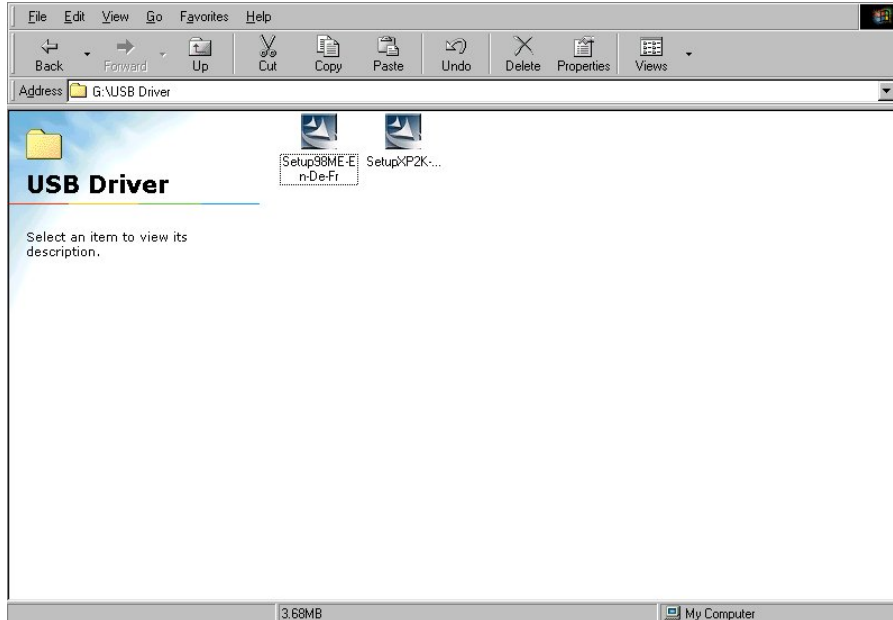 File Edit View Go Favorites Help
Back Forward Up Cut Copy Paste Undo Delete Properties Views
Address G:\USB Driver
Setup98ME-E
n-De-Fr
SetupXP2K-...
USB Driver
Select an item to view its
description.
3.68MB My Computer